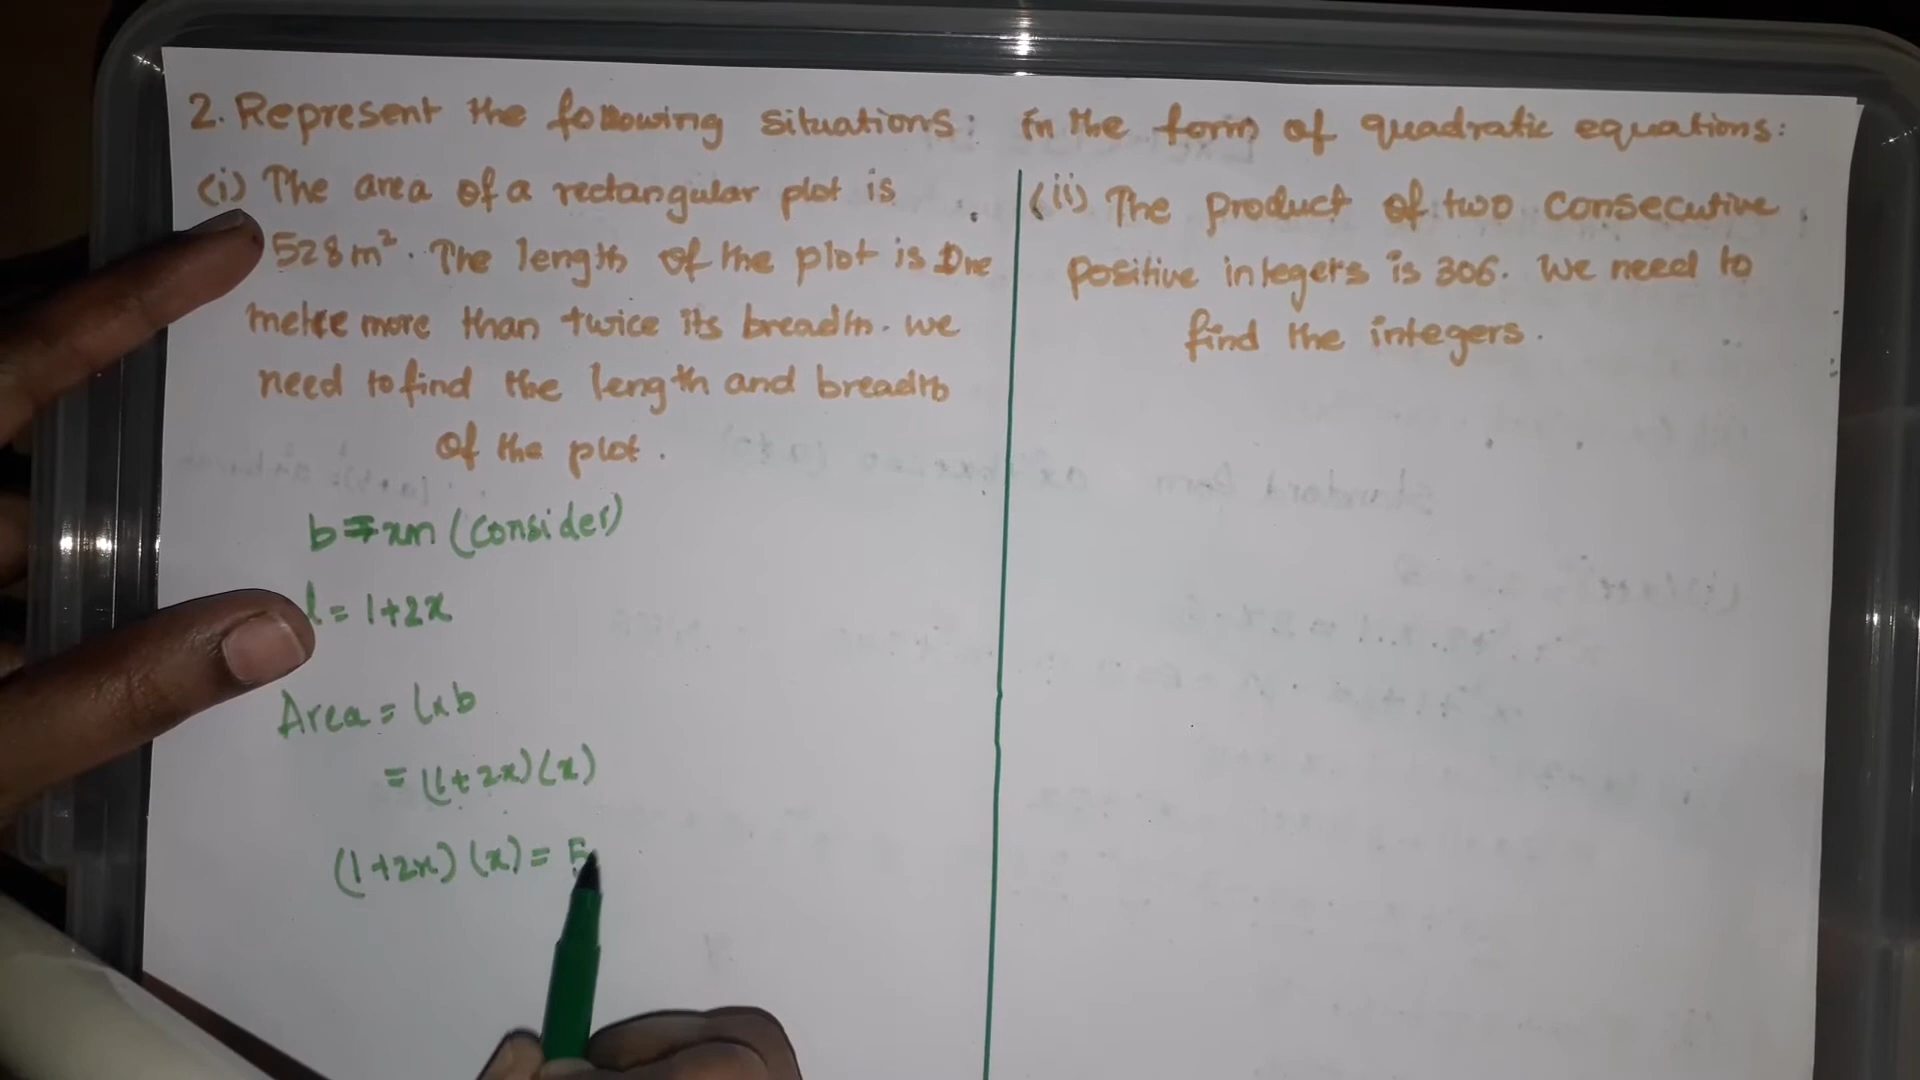 2. Represent the following situations: in the form of quadratic equations:
(i) The area of a rectangular plot is
528m². The length of the plot is One
metre more than twice its breadth. we
need to find the length and breadth
of the plot.
b = xm (consider)
l = 1+2x
Area = l×b
= (1+2x)(x)
(1+2x) (x) = 5
(ii) The product of two consecutive
positive integers is 306. We need to
find the integers.